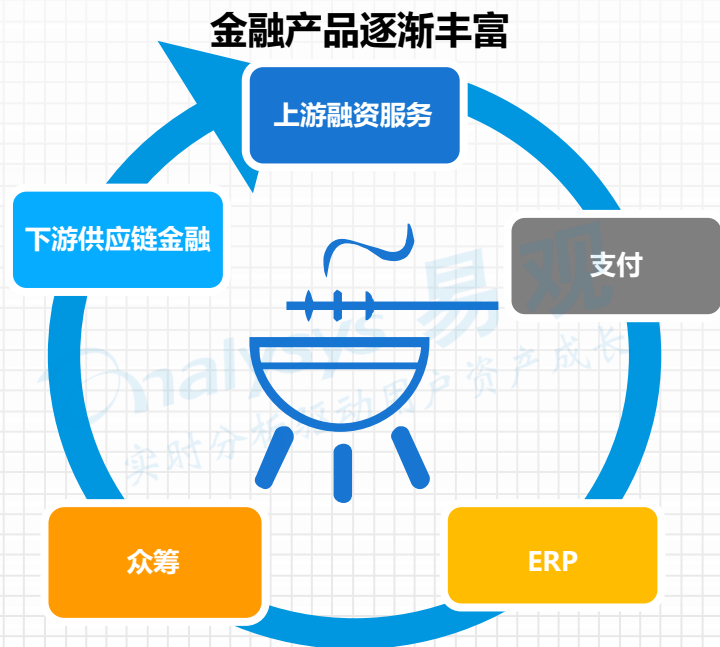 金融产品逐渐丰富
上游融资服务
下游供应链金融
支付
nalysys 易观
实时分析驱动用户资产成长
众筹
ERP